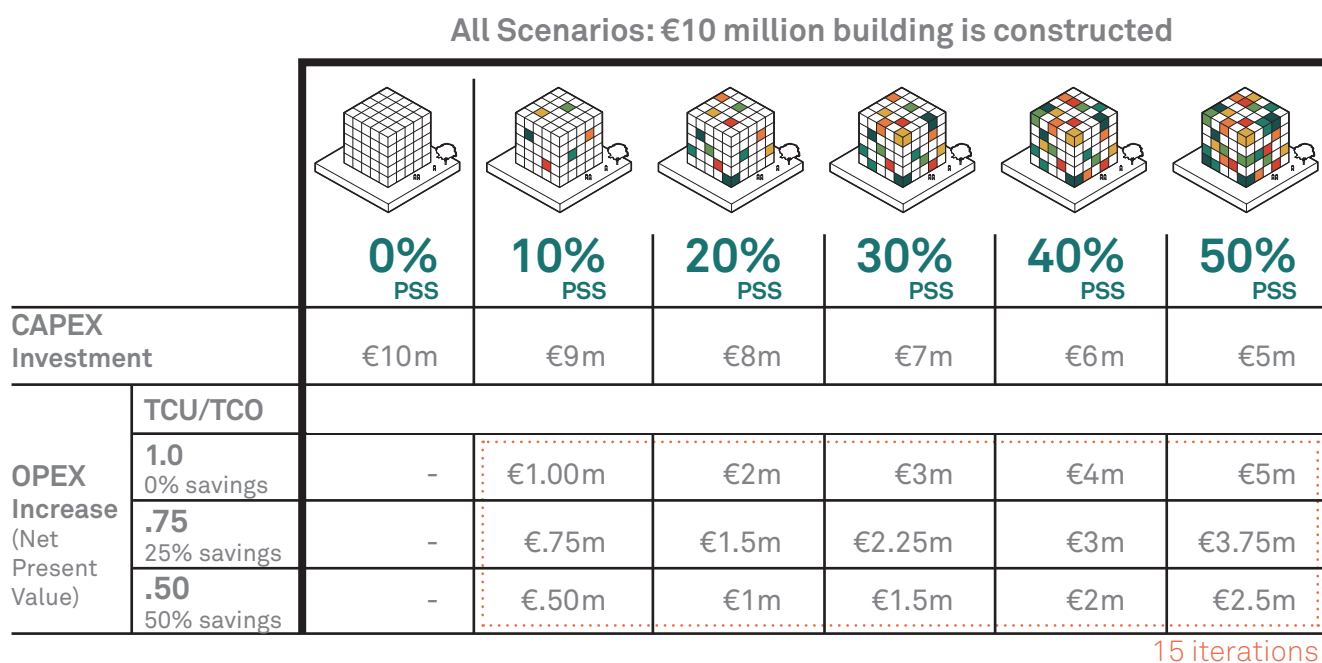 All Scenarios: €10 million building is constructed
0% 10% 20% 30% 40% 50%
PSS PSS PSS PSS PSS PSS
CAPEX
Investment €10m €9m €8m €7m €6m €5m
TCU/TCO
OPEX
Increase
(Net
Present
Value)
1.0
0% savings - €1.00m €2m €3m €4m €5m
.75
25% savings - €.75m €1.5m €2.25m €3m €3.75m
.50
50% savings - €.50m €1m €1.5m €2m €2.5m
15 iterations